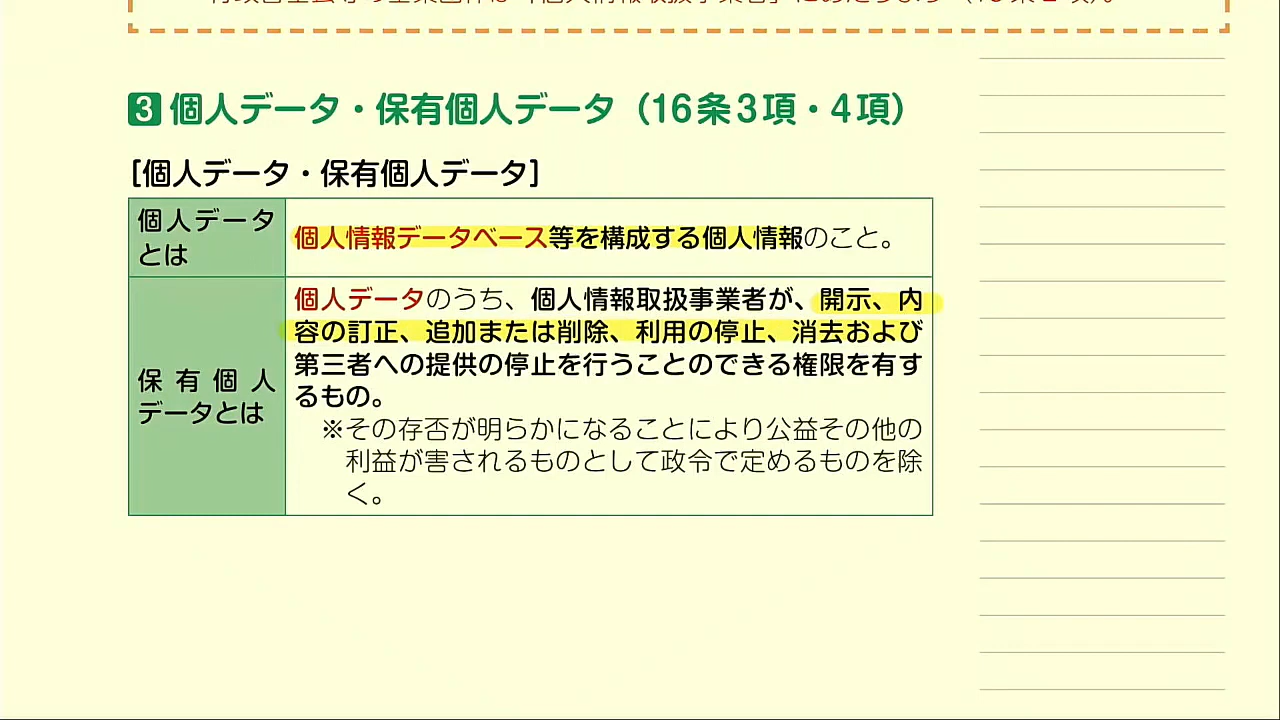 3 個人データ・保有個人データ（16条3項・4項）
[個人データ・保有個人データ]
個人データ
とは
個人情報データベース等を構成する個人情報のこと。
保有個人
データとは
個人データのうち、個人情報取扱事業者が、開示、内
容の訂正、追加または削除、利用の停止、消去および
第三者への提供の停止を行うことのできる権限を有す
るもの。
※その存否が明らかになることにより公益その他の
利益が害されるものとして政令で定めるものを除
く。